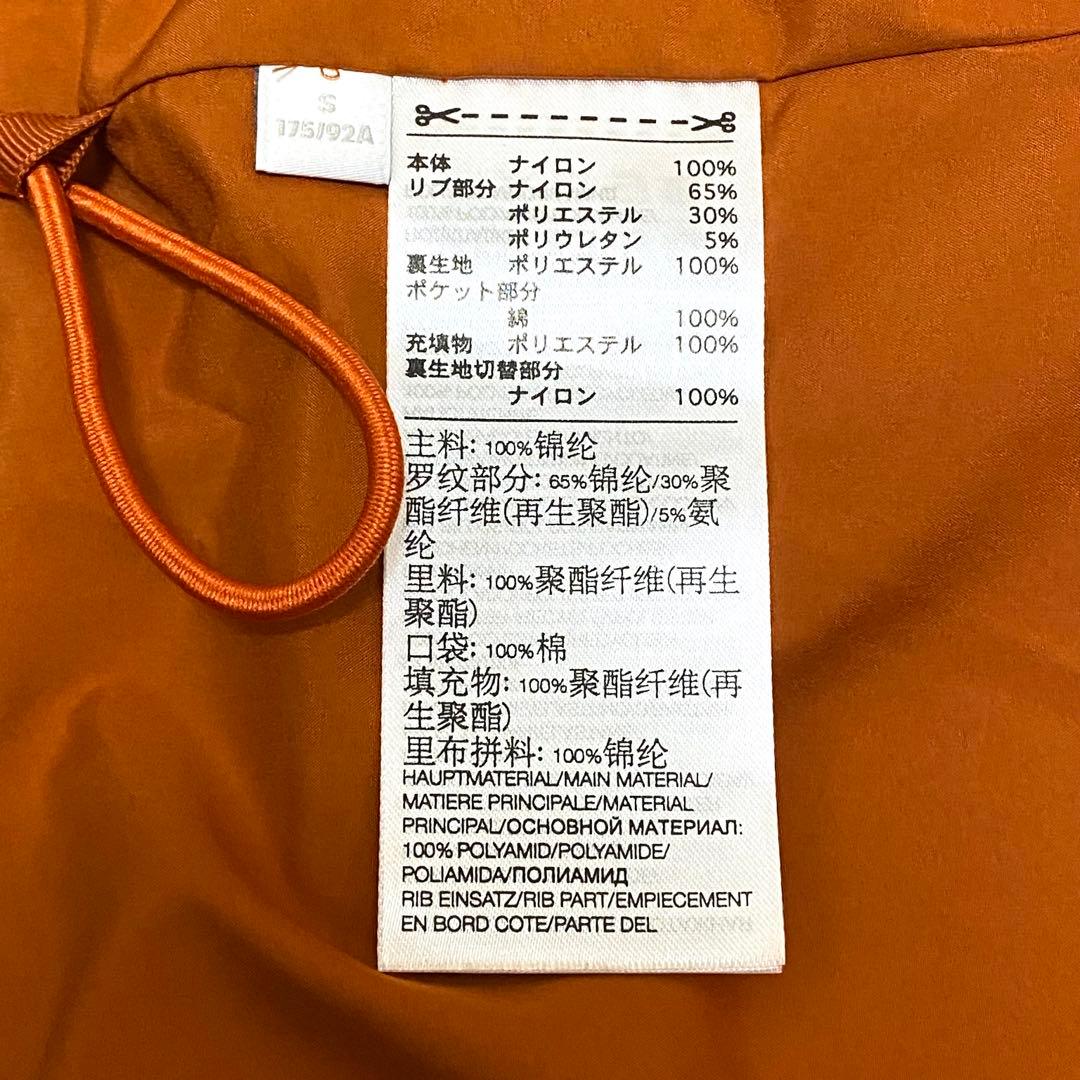 S
175/92A
本体 ナイロン 100%
リブ部分 ナイロン 65%
ポリエステル 30%
ポリウレタン 5%
裏生地 ポリエステル 100%
ポケット部分
綿 100%
充填物 ポリエステル 100%
裏生地切替部分
ナイロン 100%
主料: 100%锦纶
罗纹部分: 65%锦纶/30%聚
酯纤维(再生聚酯)/5%氨
纶
里料: 100%聚酯纤维(再生
聚酯)
口袋: 100%棉
填充物: 100%聚酯纤维(再
生聚酯)
里布拼料: 100%锦纶
HAUPTMATERIAL/MAIN MATERIAL/
MATIERE PRINCIPALE/MATERIAL
PRINCIPAL/ОСНОВНОЙ МАТЕРИАЛ:
100% POLYAMID/POLYAMIDE/
POLIAMIDA/ПОЛИАМИД
RIB EINSATZ/RIB PART/EMPIECEMENT
EN BORD COTE/PARTE DEL